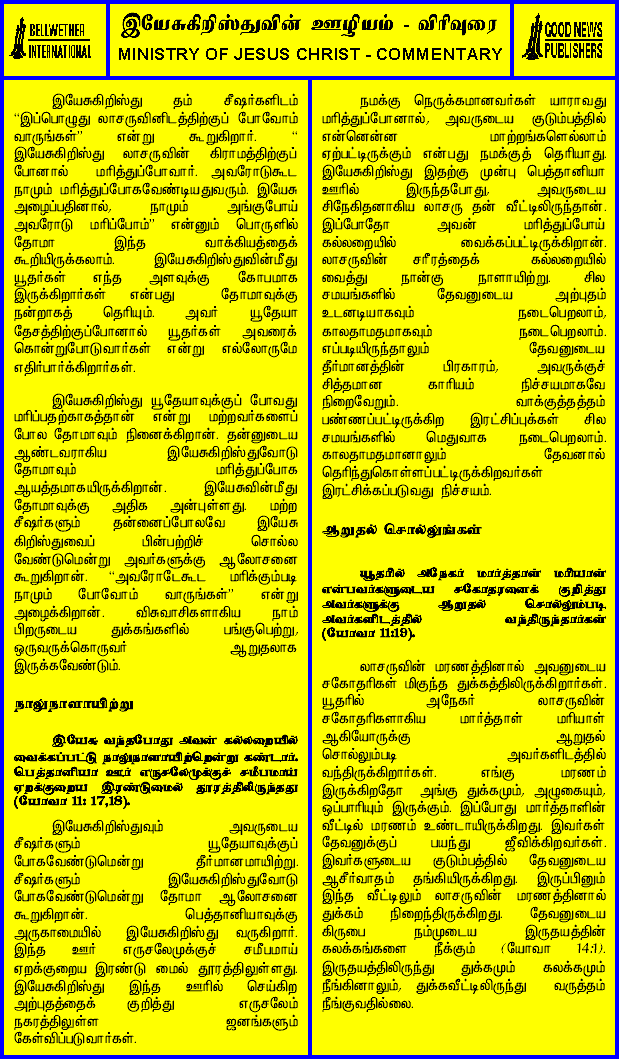 BELLWETHER
INTERNATIONAL
இயேசுகிறிஸ்துவின் ஊழியம் - விரிவுரை
MINISTRY OF JESUS CHRIST - COMMENTARY
GOOD NEWS
PUBLISHERS
இயேசுகிறிஸ்து தம் சீஷர்களிடம்
“இப்பொழுது லாசருவினிடத்திற்குப் போவோம்
வாருங்கள்” என்று கூறுகிறார். “
இயேசுகிறிஸ்து லாசருவின் கிராமத்திற்குப்
போனால் மரித்துப்போவார். அவரோடுகூட
நாமும் மரித்துப்போகவேண்டியதுவரும். இயேசு
அழைப்பதினால், நாமும் அங்குபோய்
அவரோடு மரிப்போம்” என்னும் பொருளில்
தோமா இந்த வாக்கியத்தைக்
கூறியிருக்கலாம். இயேசுகிறிஸ்துவின்மீது
யூதர்கள் எந்த அளவுக்கு கோபமாக
இருக்கிறார்கள் என்பது தோமாவுக்கு
நன்றாகத் தெரியும். அவர் யூதேயா
தேசத்திற்குப்போனால் யூதர்கள் அவரைக்
கொன்றுபோடுவார்கள் என்று எல்லோருமே
எதிர்பார்க்கிறார்கள்.
இயேசுகிறிஸ்து யூதேயாவுக்குப் போவது
மரிப்பதற்காகத்தான் என்று மற்றவர்களைப்
போல தோமாவும் நினைக்கிறான். தன்னுடைய
ஆண்டவராகிய இயேசுகிறிஸ்துவோடு
தோமாவும் மரித்துப்போக
ஆயத்தமாகயிருக்கிறான். இயேசுவின்மீது
தோமாவுக்கு அதிக அன்புள்ளது. மற்ற
சீஷர்களும் தன்னைப்போலவே இயேசு
கிறிஸ்துவைப் பின்பற்றிச் சொல்ல
வேண்டுமென்று அவர்களுக்கு ஆலோசனை
கூறுகிறான். “அவரோடேகூட மரிக்கும்படி
நாமும் போவோம் வாருங்கள்” என்று
அழைக்கிறான். விசுவாசிகளாகிய நாம்
பிறருடைய துக்கங்களில் பங்குபெற்று,
ஒருவருக்கொருவர் ஆறுதலாக
இருக்கவேண்டும்.
நாலுநாளாயிற்று
இயேசு வந்தபோது அவன் கல்லறையில்
வைக்கப்பட்டு நாலுநாளாயிற்றென்று கண்டார்.
பெத்தானியா ஊர் எருசலேமுக்குச் சமீபமாய்
ஏறக்குறைய இரண்டுமைல் தூரத்திலிருந்தது
(யோவா 11: 17,18).
இயேசுகிறிஸ்துவும் அவருடைய
சீஷர்களும் யூதேயாவுக்குப்
போகவேண்டுமென்று தீர்மானமாயிற்று.
சீஷர்களும் இயேசுகிறிஸ்துவோடு
போகவேண்டுமென்று தோமா ஆலோசனை
கூறுகிறான். பெத்தானியாவுக்கு
அருகாமையில் இயேசுகிறிஸ்து வருகிறார்.
இந்த ஊர் எருசலேமுக்குச் சமீபமாய்
ஏறக்குறைய இரண்டு மைல் தூரத்திலுள்ளது.
இயேசுகிறிஸ்து இந்த ஊரில் செய்கிற
அற்புதத்தைக் குறித்து எருசலேம்
நகரத்திலுள்ள ஜனங்களும்
கேள்விப்படுவார்கள்.
நமக்கு நெருக்கமானவர்கள் யாராவது
மரித்துப்போனால், அவருடைய குடும்பத்தில்
என்னென்ன மாற்றங்களெல்லாம்
ஏற்பட்டிருக்கும் என்பது நமக்குத் தெரியாது.
இயேசுகிறிஸ்து இதற்கு முன்பு பெத்தானியா
ஊரில் இருந்தபோது, அவருடைய
சிநேகிதனாகிய லாசரு தன் வீட்டிலிருந்தான்.
இப்போதோ அவன் மரித்துப்போய்
கல்லறையில் வைக்கப்பட்டிருக்கிறான்.
லாசருவின் சரீரத்தைக் கல்லறையில்
வைத்து நான்கு நாளாயிற்று. சில
சமயங்களில் தேவனுடைய அற்புதம்
உடனடியாகவும் நடைபெறலாம்,
காலதாமதமாகவும் நடைபெறலாம்.
எப்படியிருந்தாலும் தேவனுடைய
தீர்மானத்தின் பிரகாரம், அவருக்குச்
சித்தமான காரியம் நிச்சயமாகவே
நிறைவேறும். வாக்குத்தத்தம்
பண்ணப்பட்டிருக்கிற இரட்சிப்புக்கள் சில
சமயங்களில் மெதுவாக நடைபெறலாம்.
காலதாமதமானாலும் தேவனால்
தெரிந்துகொள்ளப்பட்டிருக்கிறவர்கள்
இரட்சிக்கப்படுவது நிச்சயம்.
ஆறுதல் சொல்லுங்கள்
யூதரில் அநேகர் மார்த்தாள் மரியாள்
என்பவர்களுடைய சகோதரனைக் குறித்து
அவர்களுக்கு ஆறுதல் சொல்லும்படி
அவர்களிடத்தில் வந்திருந்தார்கள்
(யோவா 11:19).
லாசருவின் மரணத்தினால் அவனுடைய
சகோதரிகள் மிகுந்த துக்கத்திலிருக்கிறார்கள்.
யூதரில் அநேகர் லாசருவின்
சகோதரிகளாகிய மார்த்தாள் மரியாள்
ஆகியோருக்கு ஆறுதல்
சொல்லும்படி அவர்களிடத்தில்
வந்திருக்கிறார்கள். எங்கு மரணம்
இருக்கிறதோ அங்கு துக்கமும், அழுகையும்,
ஒப்பாரியும் இருக்கும். இப்போது மார்த்தாளின்
வீட்டில் மரணம் உண்டாயிருக்கிறது. இவர்கள்
தேவனுக்குப் பயந்து ஜீவிக்கிறவர்கள்.
இவர்களுடைய குடும்பத்தில் தேவனுடைய
ஆசீர்வாதம் தங்கியிருக்கிறது. இருப்பினும்
இந்த வீட்டிலும் லாசருவின் மரணத்தினால்
துக்கம் நிறைந்திருக்கிறது. தேவனுடைய
கிருபை நம்முடைய இருதயத்தின்
கலக்கங்களை நீக்கும் (யோவா 14:1).
இருதயத்திலிருந்து துக்கமும் கலக்கமும்
நீங்கினாலும், துக்கவீட்டிலிருந்து வருத்தம்
நீங்குவதில்லை.